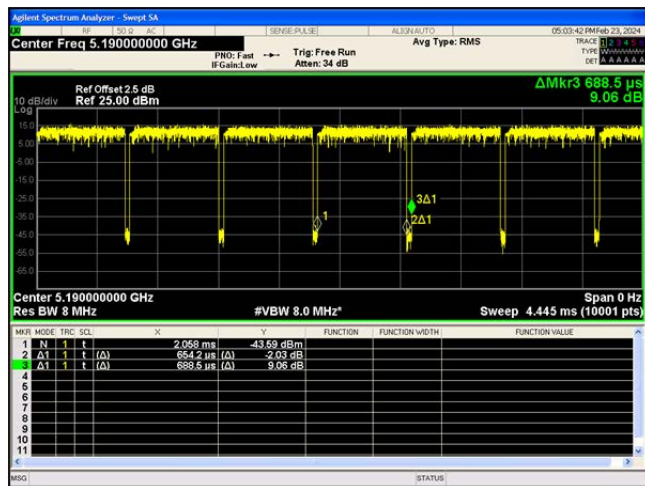 Agilent Spectrum Analyzer - Swept SA
RF 50 Ω AC SENSE:PULSE ALIGN AUTO 05:03:42 PM Feb 23, 2024
Center Freq 5.190000000 GHz Avg Type: RMS TRACE 1 2 3 4 5 6
PNO: Fast Trig: Free Run TYPE
IFGain:Low Atten: 34 dB DET A A A A A A
ΔMkr3 688.5 µs
Ref Offset 2.5 dB
10 dB/div Ref 25.00 dBm 9.06 dB
Log
15.0
5.00
-5.00
-15.0
-25.0
3Δ1
-35.0
1 2Δ1
-45.0
-55.0
-65.0
Center 5.190000000 GHz Span 0 Hz
Res BW 8 MHz #VBW 8.0 MHz* Sweep 4.445 ms (10001 pts)
MKR MODE TRC SCL X Y FUNCTION FUNCTION WIDTH FUNCTION VALUE
1 N 1 t 2.058 ms -43.59 dBm
2 Δ1 1 t (Δ) 654.2 µs (Δ) -2.03 dB
3 Δ1 1 t (Δ) 688.5 µs (Δ) 9.06 dB
4
5
6
7
8
9
10
11
MSG STATUS